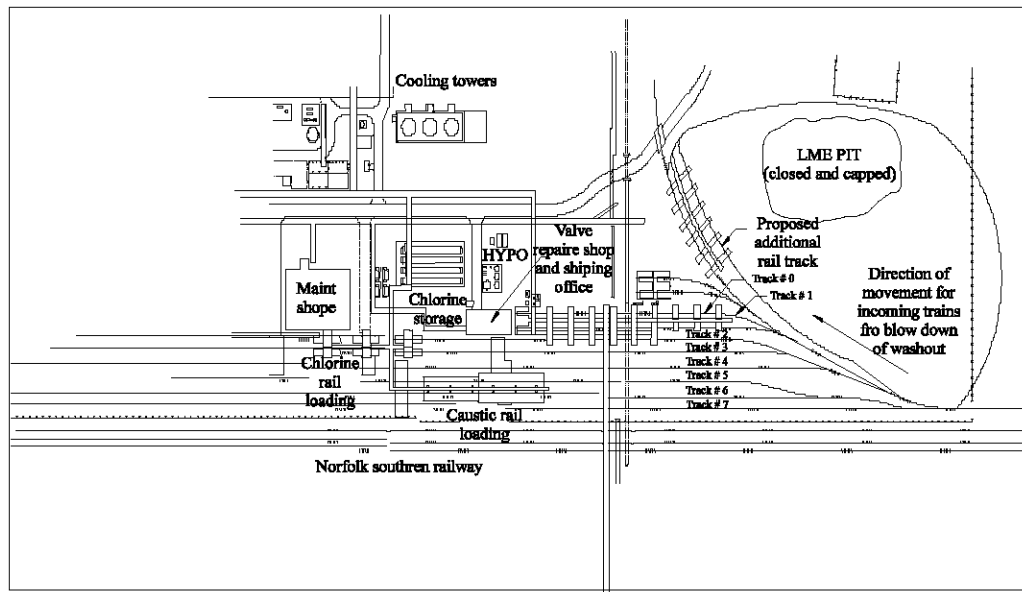 Cooling towers
LME PIT
(closed and capped)
Proposed
additional
rail track
Track # 0
Track # 1
Direction of
movement for
incoming trains
fro blow down
of washout
Valve
repaire shop
and shiping
office
HYPO
Maint
shope
Chlorine
storage
Track # 2
Track # 3
Track # 4
Track # 5
Track # 6
Track # 7
Chlorine
rail
loading
Caustic rail
loading
Norfolk southren railway